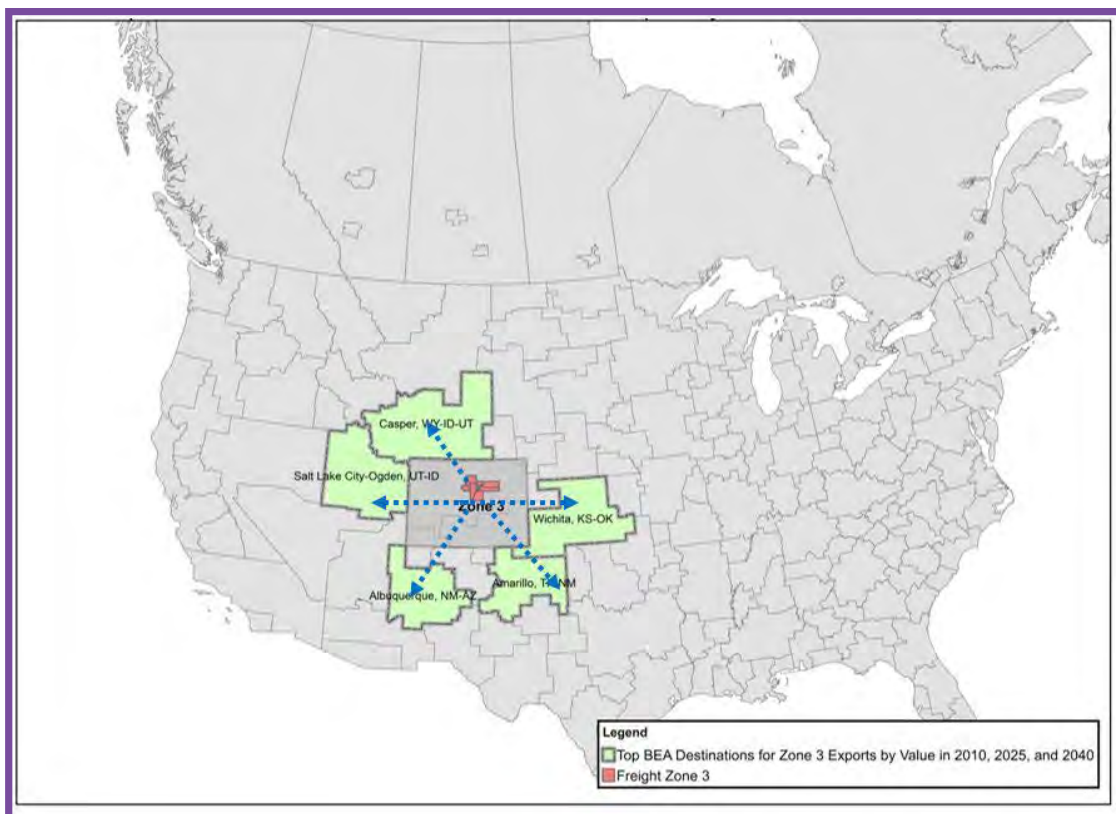 Casper, WY-ID-UT
Salt Lake City-Ogden, UT-ID
Zone 3
Wichita, KS-OK
Amarillo, TX-NM
Albuquerque, NM-AZ
Legend
Top BEA Destinations for Zone 3 Exports by Value in 2010, 2025, and 2040
Freight Zone 3